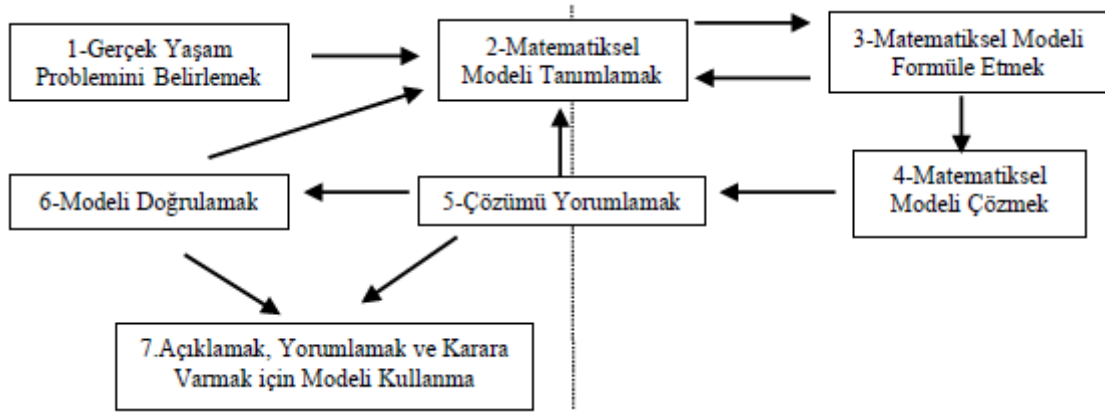 1-Gerçek Yaşam
Problemini Belirlemek
2-Matematiksel
Modeli Tanımlamak
3-Matematiksel Modeli
Formüle Etmek
4-Matematiksel
Modeli Çözmek
5-Çözümü Yorumlamak
6-Modeli Doğrulamak
7.Açıklamak, Yorumlamak ve Karara
Varmak için Modeli Kullanma